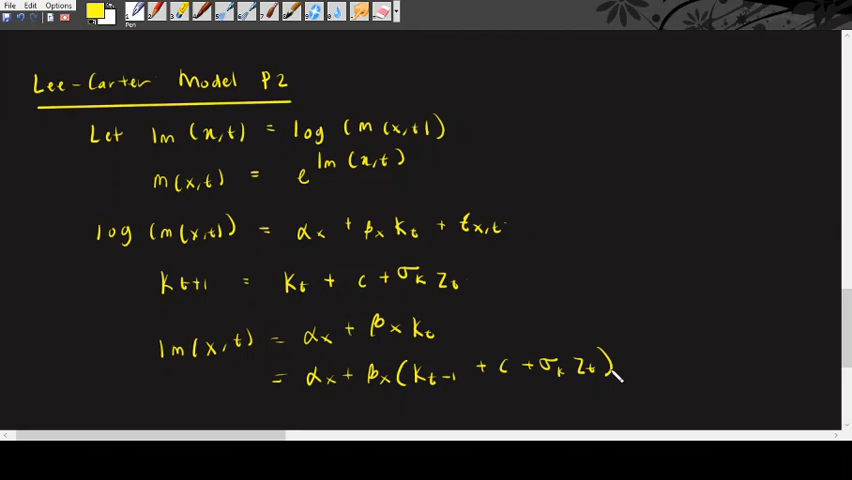 File Edit Options
Pen
Lee-Carter Model P2
Let lm (x,t) = log (m(x,t))
m(x,t) = e^lm (x,t)
log (m(x,t)) = αx + βx Kt + εx,t
Kt+1 = Kt + c + σK Zt
lm(x,t) = αx + βx Kt
= αx + βx (Kt-1 + c + σK Zt)